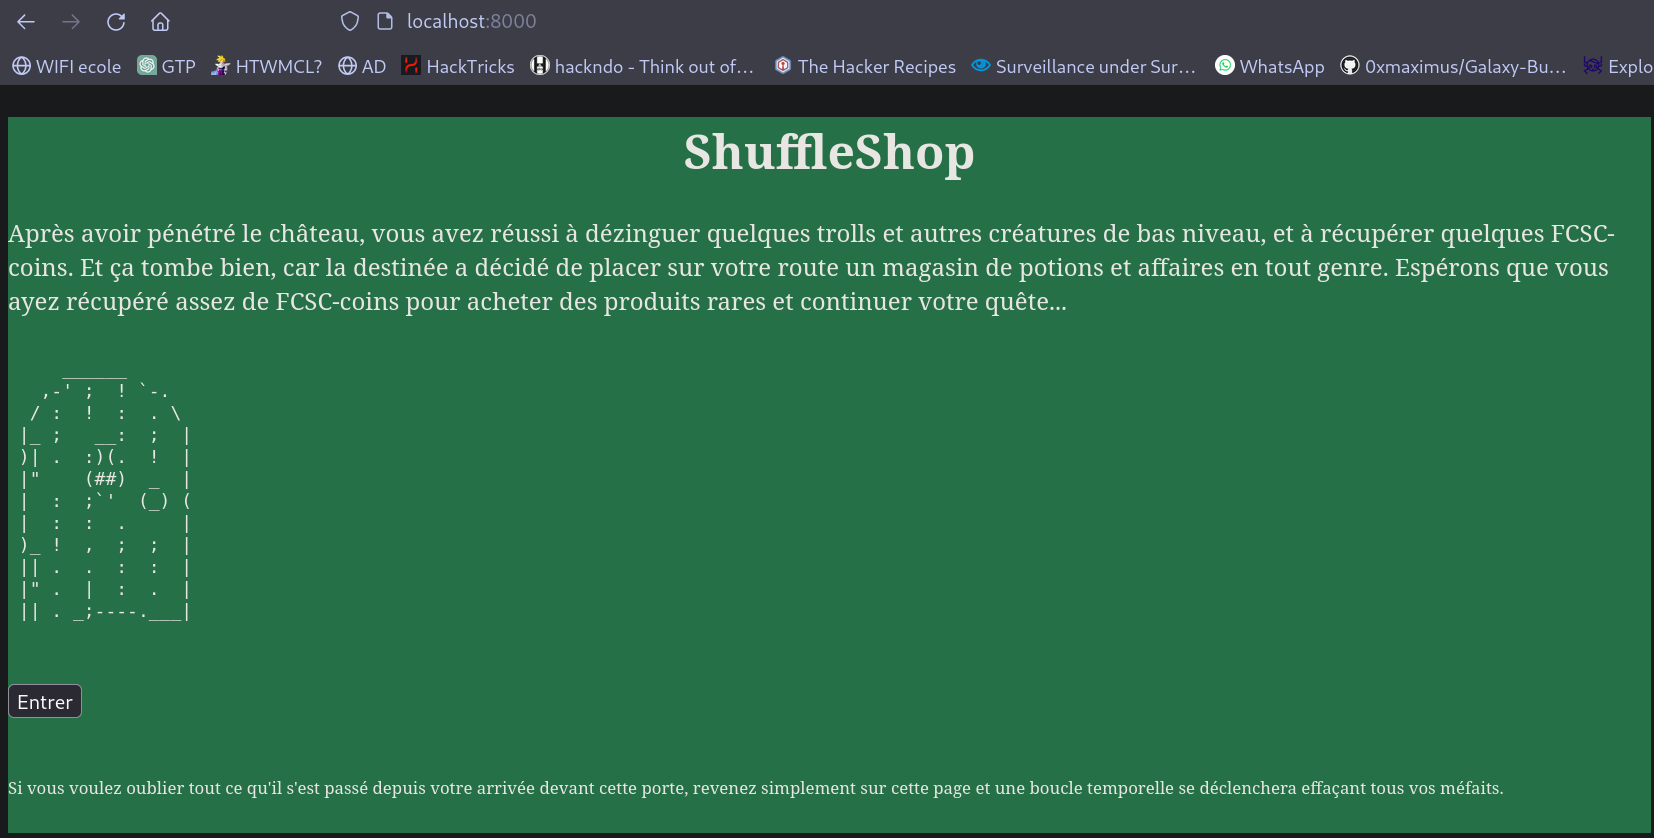 localhost:8000
WIFI ecole GTP HTWMCL? AD HackTricks hackndo - Think out of... The Hacker Recipes Surveillance under Sur... WhatsApp 0xmaximus/Galaxy-Bu... Explo
ShuffleShop
Après avoir pénétré le château, vous avez réussi à dézinguer quelques trolls et autres créatures de bas niveau, et à récupérer quelques FCSC-
coins. Et ça tombe bien, car la destinée a décidé de placer sur votre route un magasin de potions et affaires en tout genre. Espérons que vous
ayez récupéré assez de FCSC-coins pour acheter des produits rares et continuer votre quête...
     ______
   ,-' ;  ! `-.
  / :  !  :  . \
 |_ ;   __:  ;  |
 )| .  :)(.  !  |
 |"    (##)  _  |
 |  :  ;`'  (_) (
 |  :  :  .     |
 )_ !  ,  ;  ;  |
 || .  .  :  :  |
 |" .  |  :  .  |
 || . _;----.___|
Entrer
Si vous voulez oublier tout ce qu'il s'est passé depuis votre arrivée devant cette porte, revenez simplement sur cette page et une boucle temporelle se déclenchera effaçant tous vos méfaits.